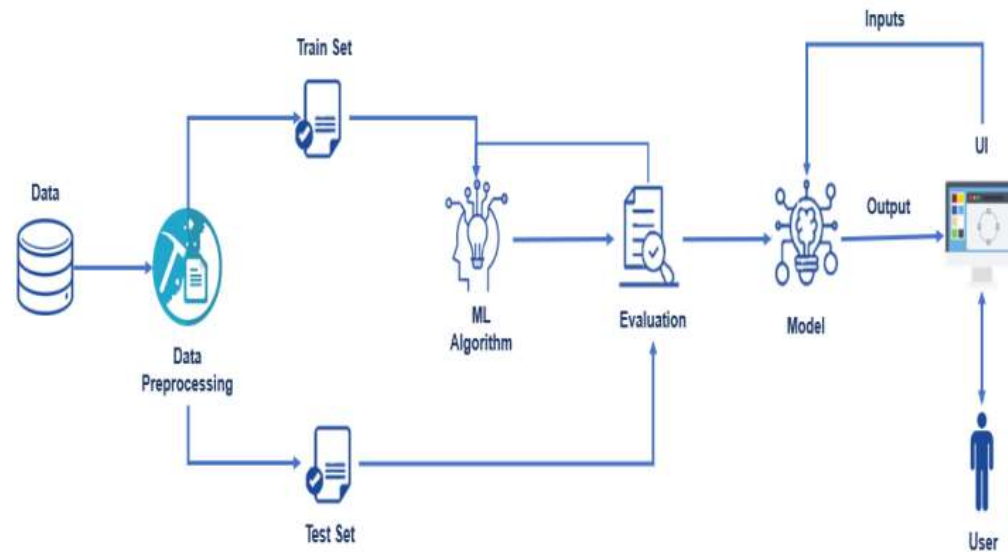 Inputs
Train Set
UI
Data
Output
ML
Algorithm
Evaluation
Model
Data
Preprocessing
Test Set
User